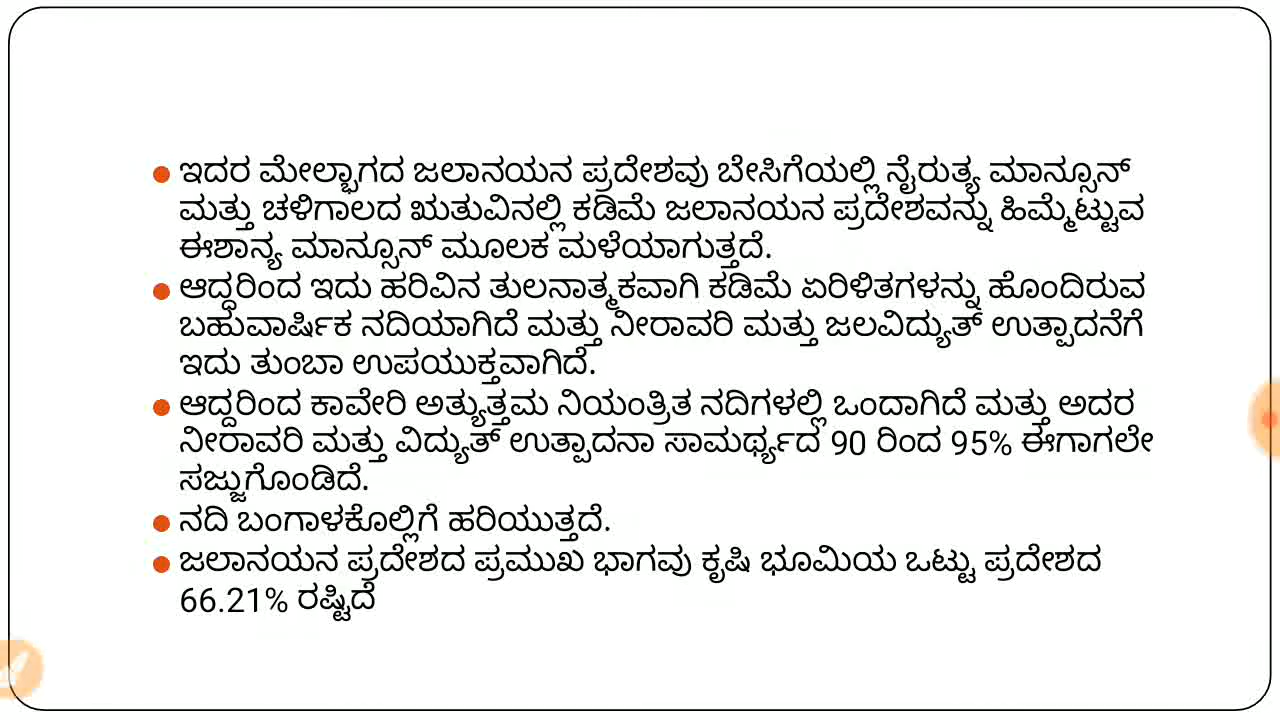 ಇದರ ಮೇಲ್ಭಾಗದ ಜಲಾನಯನ ಪ್ರದೇಶವು ಬೇಸಿಗೆಯಲ್ಲಿ ನೈರುತ್ಯ ಮಾನ್ಸೂನ್
ಮತ್ತು ಚಳಿಗಾಲದ ಋತುವಿನಲ್ಲಿ ಕಡಿಮೆ ಜಲಾನಯನ ಪ್ರದೇಶವನ್ನು ಹಿಮ್ಮೆಟ್ಟುವ
ಈಶಾನ್ಯ ಮಾನ್ಸೂನ್ ಮೂಲಕ ಮಳೆಯಾಗುತ್ತದೆ.
ಆದ್ಧರಿಂದ ಇದು ಹರಿವಿನ ತುಲನಾತ್ಮಕವಾಗಿ ಕಡಿಮೆ ಏರಿಳಿತಗಳನ್ನು ಹೊಂದಿರುವ
ಬಹುವಾರ್ಷಿಕ ನದಿಯಾಗಿದೆ ಮತ್ತು ನೀರಾವರಿ ಮತ್ತು ಜಲವಿದ್ಯುತ್ ಉತ್ಪಾದನೆಗೆ
ಇದು ತುಂಬಾ ಉಪಯುಕ್ತವಾಗಿದೆ.
ಆದ್ದರಿಂದ ಕಾವೇರಿ ಅತ್ಯುತ್ತಮ ನಿಯಂತ್ರಿತ ನದಿಗಳಲ್ಲಿ ಒಂದಾಗಿದೆ ಮತ್ತು ಅದರ
ನೀರಾವರಿ ಮತ್ತು ವಿದ್ಯುತ್ ಉತ್ಪಾದನಾ ಸಾಮರ್ಥ್ಯದ 90 ರಿಂದ 95% ಈಗಾಗಲೇ
ಸಜ್ಜುಗೊಂಡಿದೆ.
ನದಿ ಬಂಗಾಳಕೊಲ್ಲಿಗೆ ಹರಿಯುತ್ತದೆ.
ಜಲಾನಯನ ಪ್ರದೇಶದ ಪ್ರಮುಖ ಭಾಗವು ಕೃಷಿ ಭೂಮಿಯ ಒಟ್ಟು ಪ್ರದೇಶದ
66.21% ರಷ್ಟಿದೆ